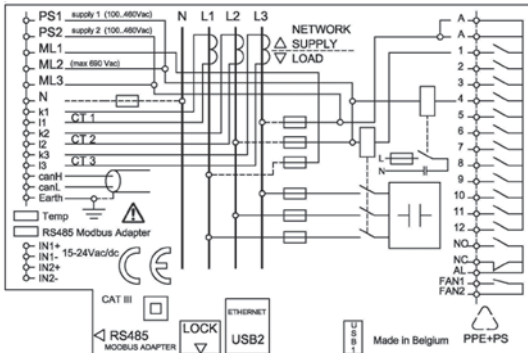 PS1 supply 1 (100..460Vac)
PS2 supply 2 (100..460Vac)
ML1
ML2 (max 690 Vac)
ML3
N
k1
l1 CT 1
k2
l2 CT 2
k3
l3 CT 3
canH
canL
Earth
Temp
RS485 Modbus Adapter
IN1+
IN1- 15-24Vac/dc
IN2+
IN2-
CE
CAT III
RS485
MODBUS ADAPTER
LOCK
ETHERNET
USB2
N L1 L2 L3
NETWORK
SUPPLY
LOAD
L
N
USB1
Made in Belgium
A
A
1
2
3
4
5
6
7
8
9
10
11
12
NO
NC
AL
FAN1
FAN2
PPE+PS